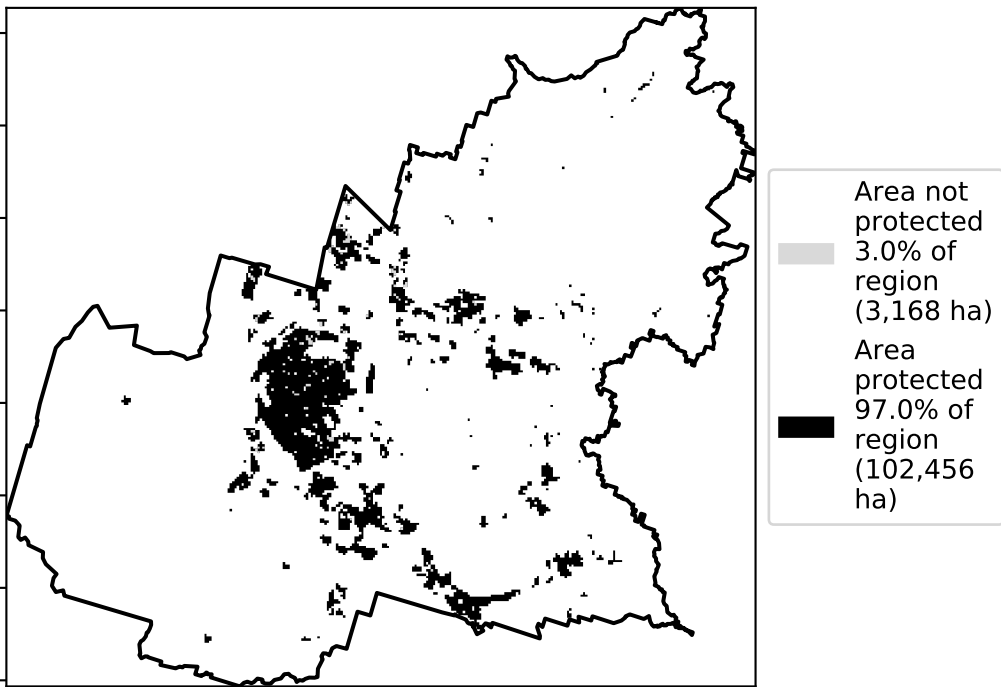 Area not
protected
3.0% of
region
(3,168 ha)
Area
protected
97.0% of
region
(102,456
ha)